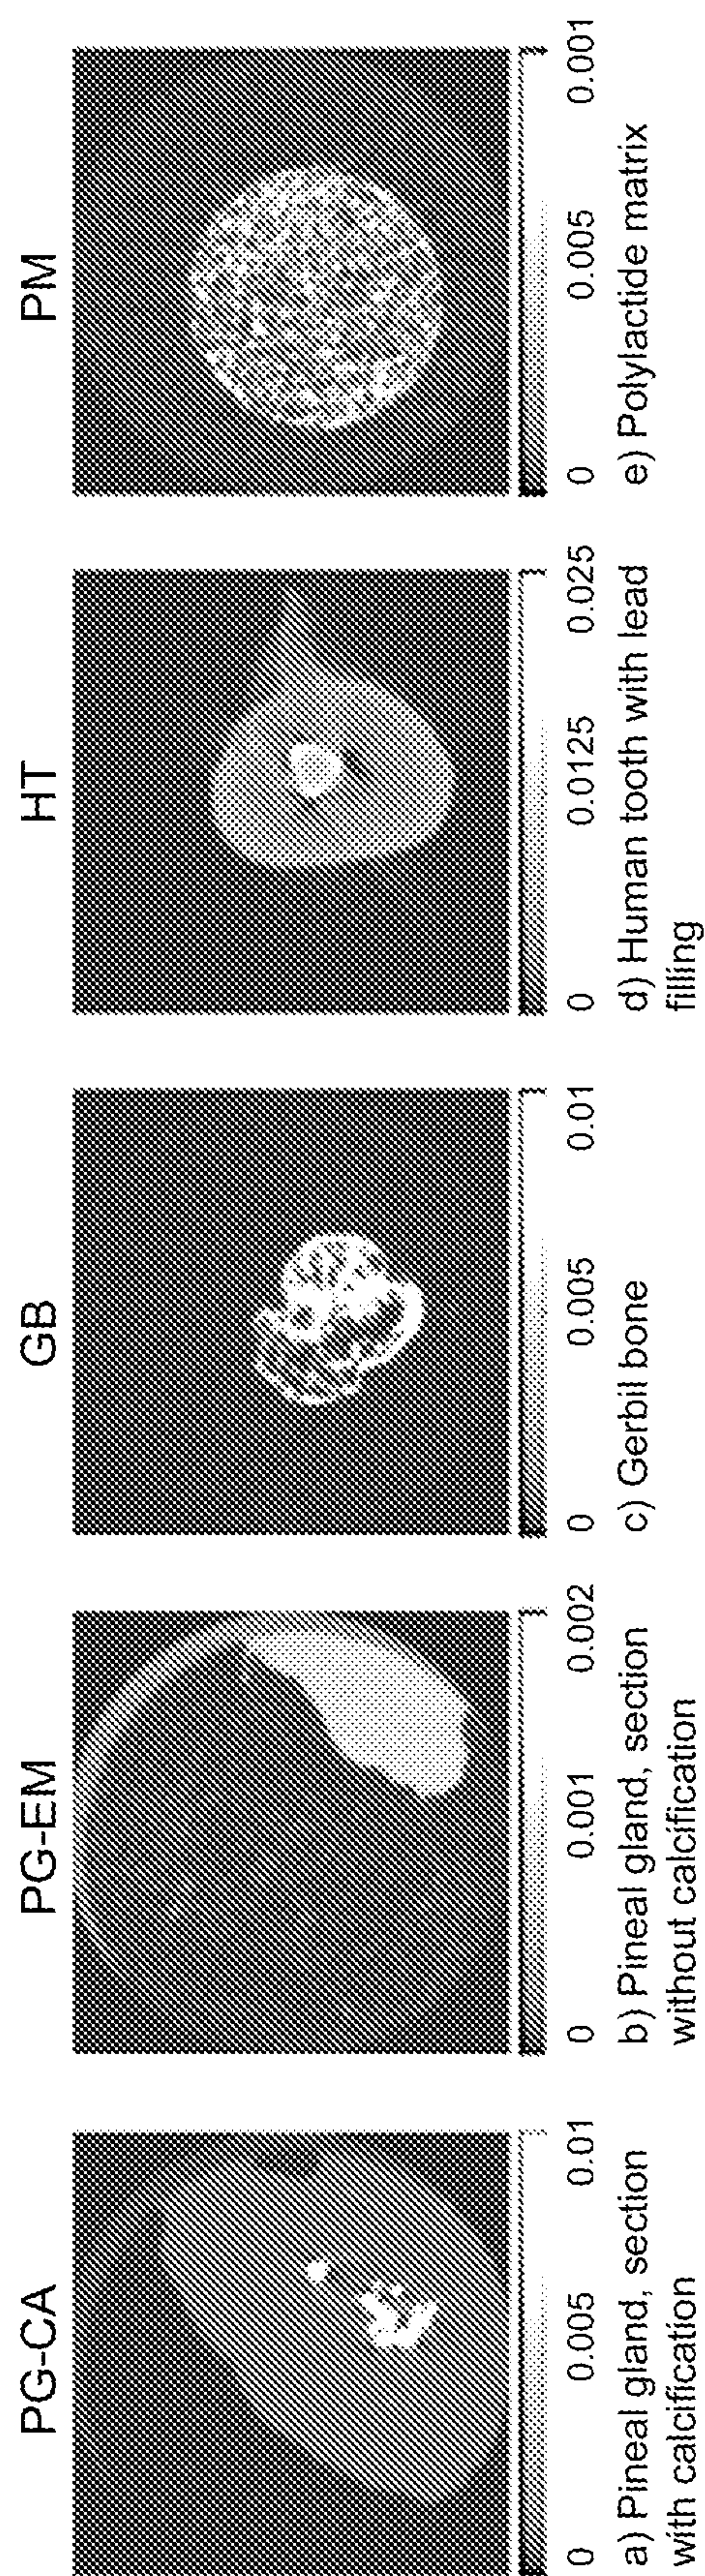 PG-CA
0 0.005 0.01
a) Pineal gland, section
with calcification
PG-EM
0 0.001 0.002
b) Pineal gland, section
without calcification
GB
0 0.005 0.01
c) Gerbil bone
HT
0 0.0125 0.025
d) Human tooth with lead
filling
PM
0 0.005 0.001
e) Polylactide matrix